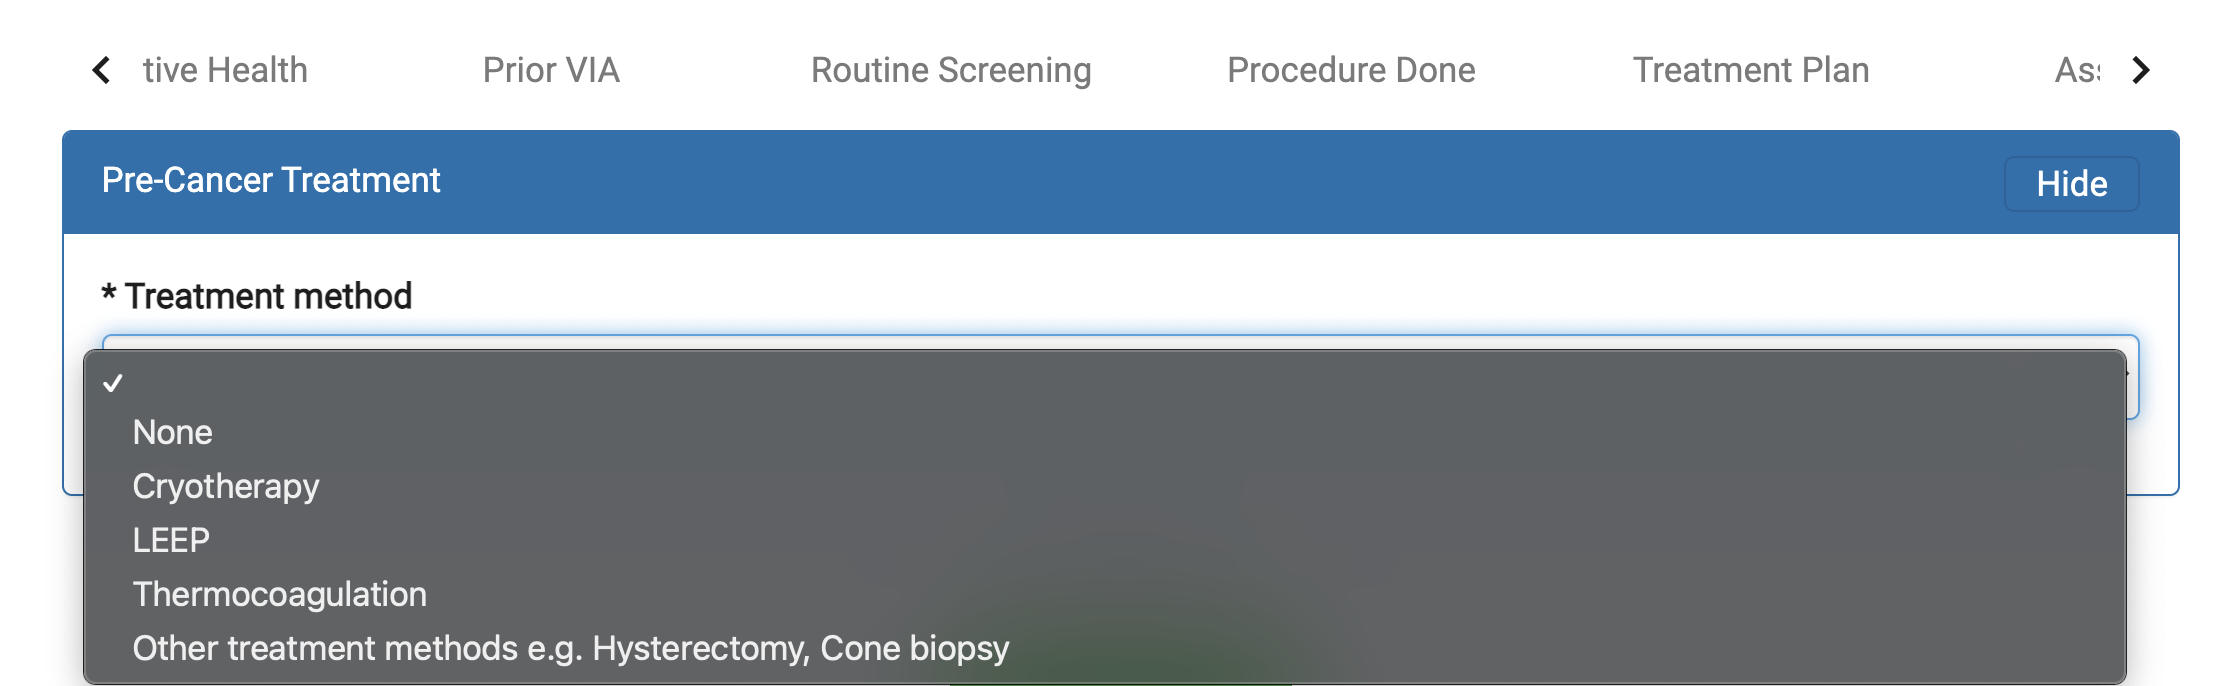 tive Health Prior VIA Routine Screening Procedure Done Treatment Plan
Pre-Cancer Treatment Hide
* Treatment method
None
Cryotherapy
LEEP
Thermocoagulation
Other treatment methods e.g. Hysterectomy, Cone biopsy